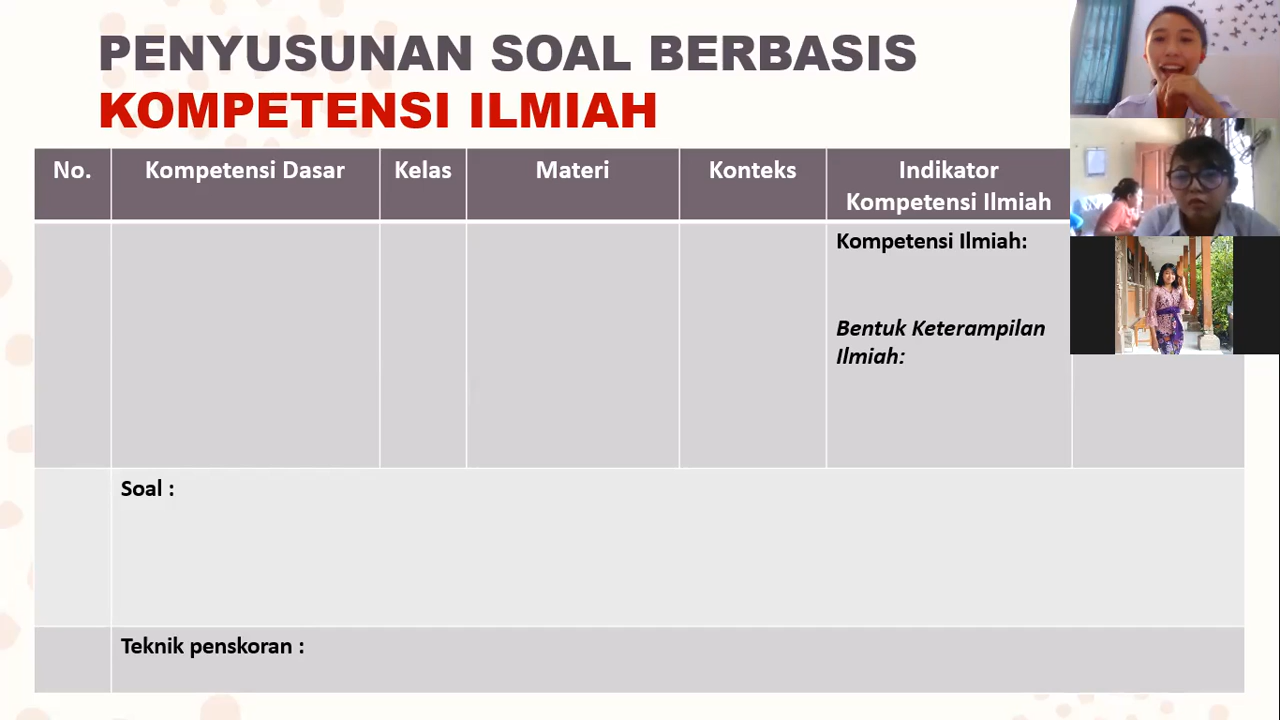 PENYUSUNAN SOAL BERBASIS
KOMPETENSI ILMIAH
No.
Kompetensi Dasar
Kelas
Materi
Konteks
Indikator
Kompetensi Ilmiah
Kompetensi Ilmiah:
Bentuk Keterampilan
Ilmiah:
Soal :
Teknik penskoran :